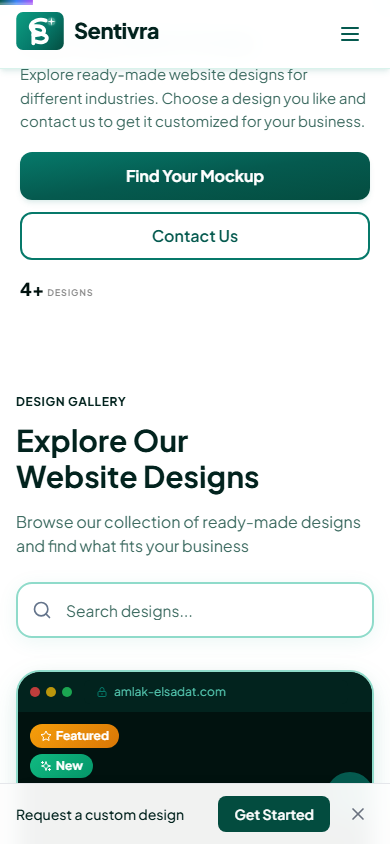 Sentivra
Explore ready-made website designs for
different industries. Choose a design you like and
contact us to get it customized for your business.
Find Your Mockup
Contact Us
4+ DESIGNS
DESIGN GALLERY
Explore Our
Website Designs
Browse our collection of ready-made designs
and find what fits your business
Search designs...
amlak-elsadat.com
Featured
New
Request a custom design
Get Started